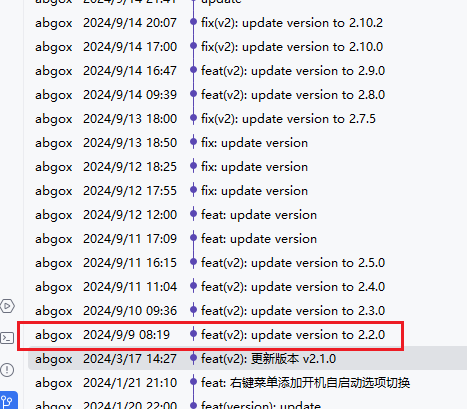 abgox 2024/9/14 21:41 update
abgox 2024/9/14 20:07 fix(v2): update version to 2.10.2
abgox 2024/9/14 17:00 fix(v2): update version to 2.10.0
abgox 2024/9/14 16:47 feat(v2): update version to 2.9.0
abgox 2024/9/14 09:39 feat(v2): update version to 2.8.0
abgox 2024/9/13 18:00 fix(v2): update version to 2.7.5
abgox 2024/9/13 18:50 fix: update version
abgox 2024/9/12 18:25 fix: update version
abgox 2024/9/12 17:55 fix: update version
abgox 2024/9/12 12:00 feat: update version
abgox 2024/9/11 17:09 feat: update version
abgox 2024/9/11 16:15 feat(v2): update version to 2.5.0
abgox 2024/9/11 11:04 feat(v2): update version to 2.4.0
abgox 2024/9/10 09:36 feat(v2): update version to 2.3.0
abgox 2024/9/9 08:19 feat(v2): update version to 2.2.0
abgox 2024/3/17 14:27 feat(v2): 更新版本 v2.1.0
abgox 2024/1/21 21:10 feat: 右键菜单添加开机自启动选项切换
abgox 2024/1/20 22:00 feat(version): update